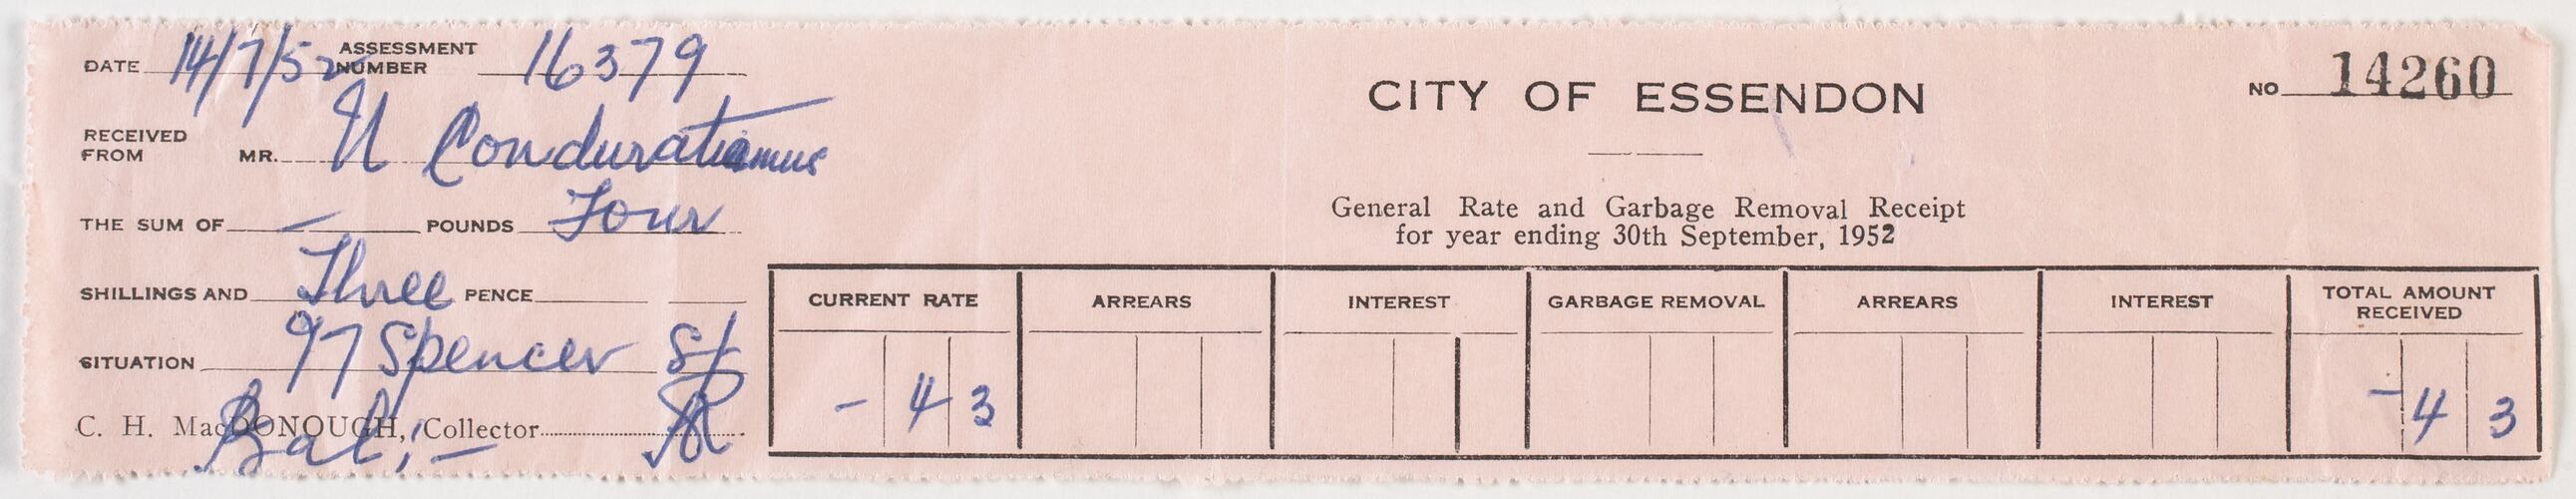 DATE 14/7/52 ASSESSMENT NUMBER 16379
RECEIVED FROM MR. N Conduratianus
THE SUM OF — POUNDS Four
SHILLINGS AND Three PENCE
SITUATION 97 Spencer St
Bal; —
C. H. MacDONOUGH, Collector
CITY OF ESSENDON
NO 14260
General Rate and Garbage Removal Receipt
for year ending 30th September, 1952
CURRENT RATE ARREARS INTEREST GARBAGE REMOVAL ARREARS INTEREST TOTAL AMOUNT RECEIVED
- 4 3 - 4 3